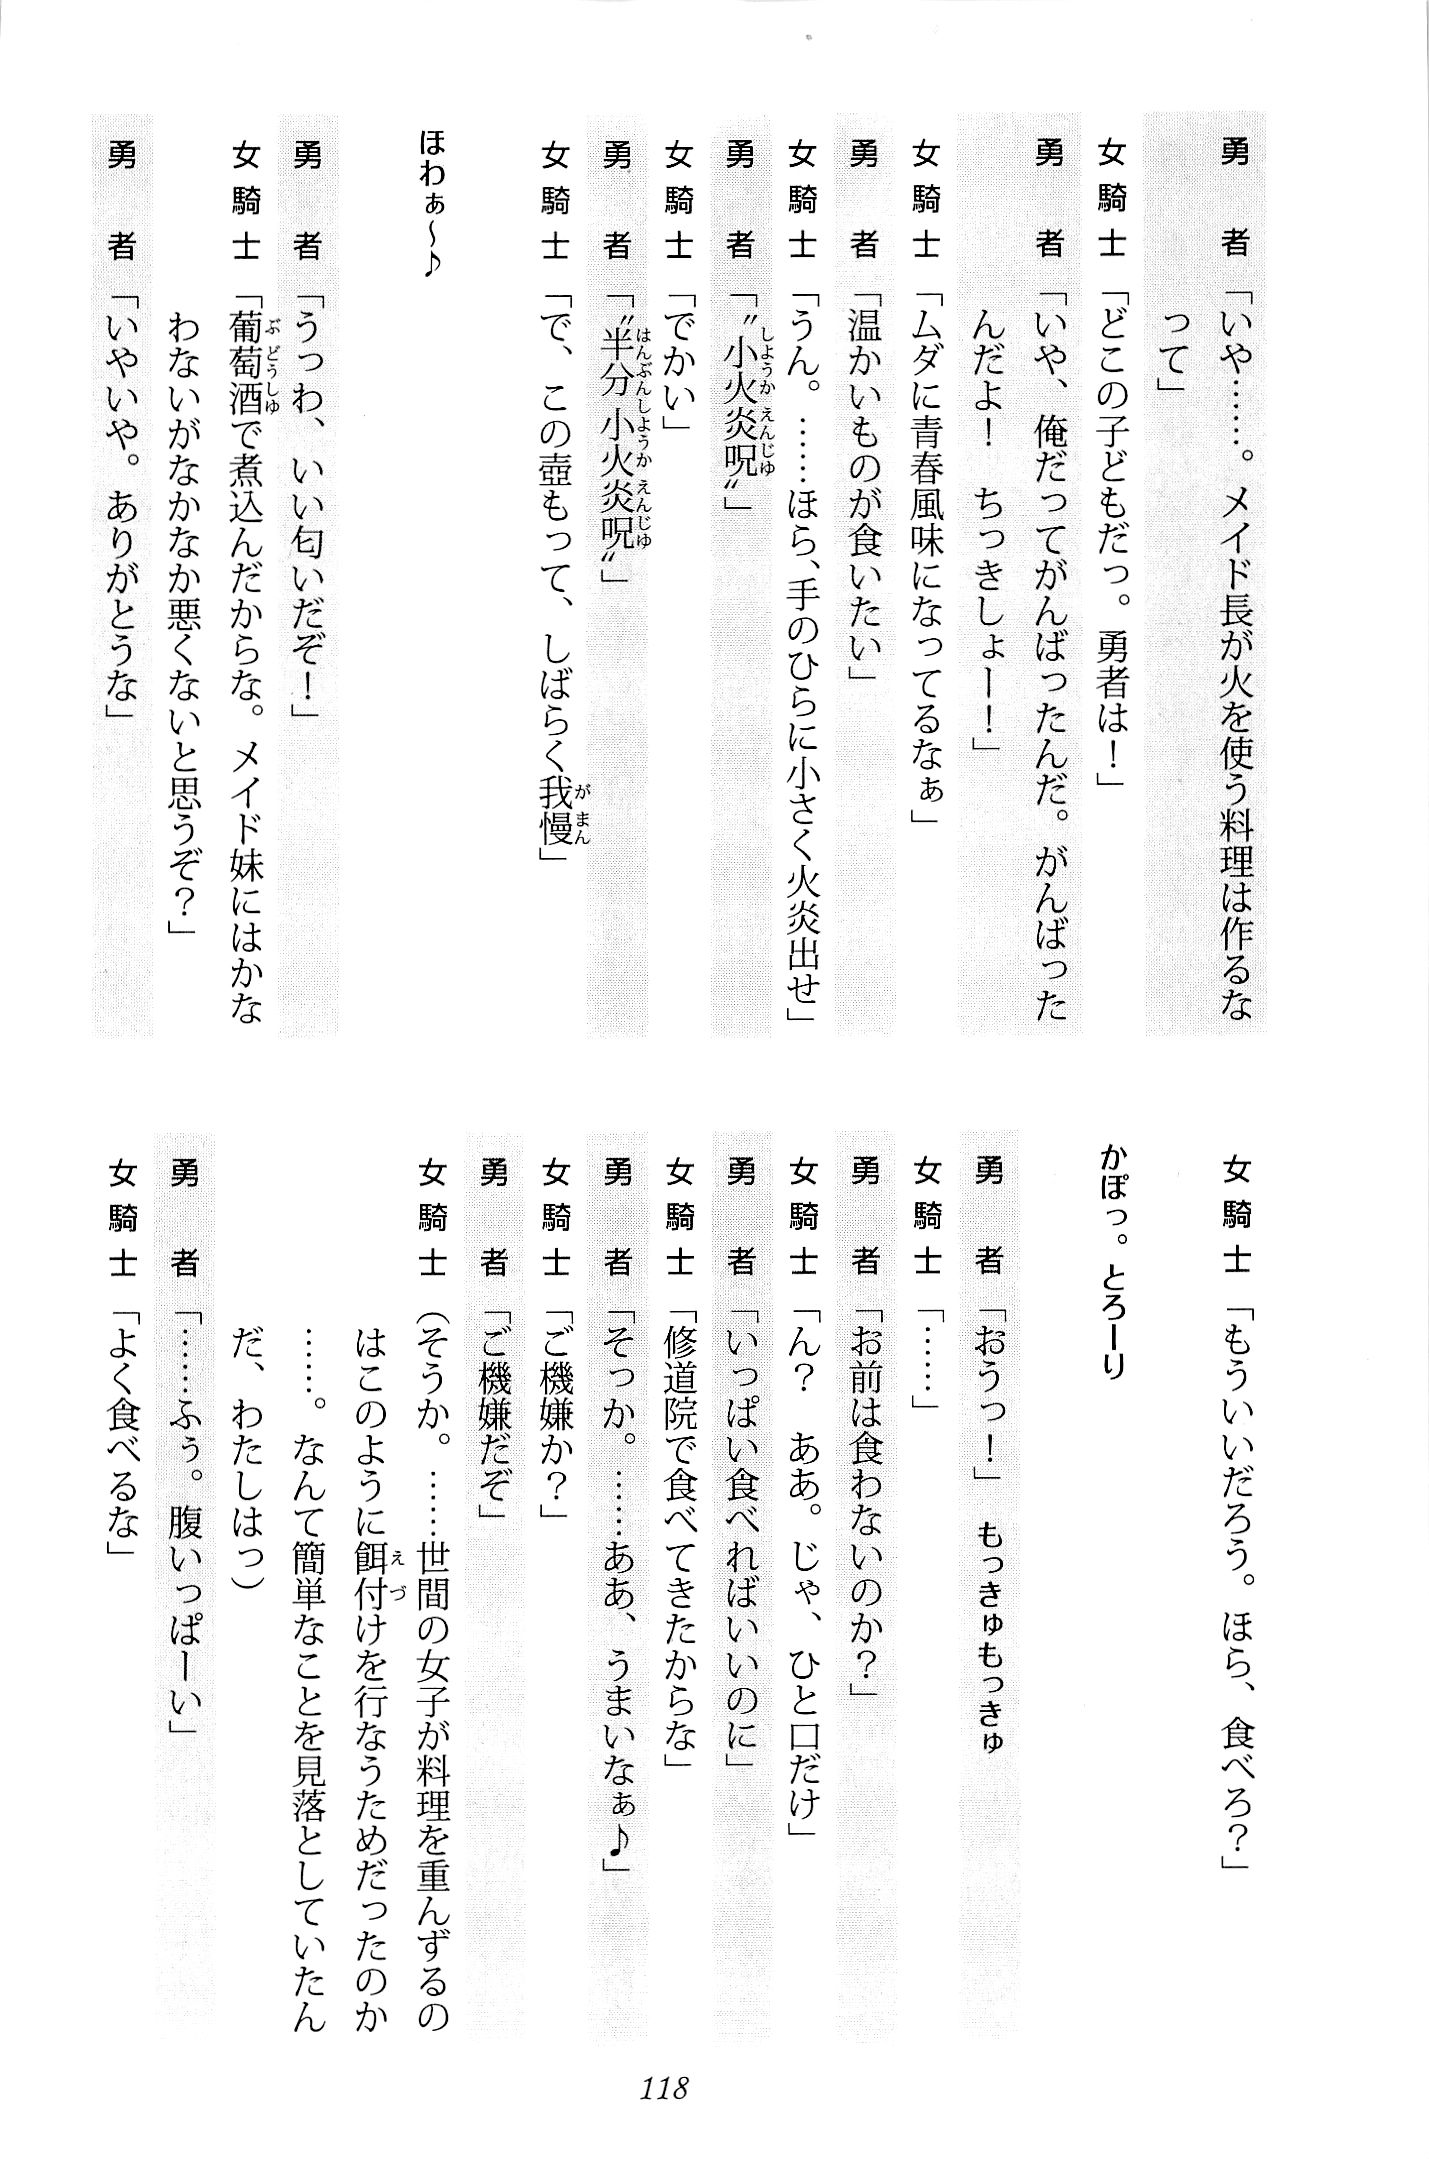 勇者「いや……。メイド長が火を使う料理は作るな
って」
女騎士「どこの子どもだっ。勇者は！」
勇者「いや、俺だってがんばったんだ。がんばった
んだよ！　ちっきしょー！」
女騎士「ムダに青春風味になってるなぁ」
勇者「温かいものが食いたい」
女騎士「うん。……ほら、手のひらに小さく火炎出せ」
勇者「〝小火炎呪〟」
女騎士「でかい」
勇者「〝半分小火炎呪〟」
女騎士「で、この壺もって、しばらく我慢」
ほわぁ～♪
勇者「うっわ、いい匂いだぞ！」
女騎士「葡萄酒で煮込んだからな。メイド妹にはかな
わないがなかなか悪くないと思うぞ？」
勇者「いやいや。ありがとうな」
女騎士「もういいだろう。ほら、食べろ？」
かぽっ。とろーり
勇者「おうっ！」　もっきゅもっきゅ
女騎士「……」
勇者「お前は食わないのか？」
女騎士「ん？　ああ。じゃ、ひと口だけ」
勇者「いっぱい食べればいいのに」
女騎士「修道院で食べてきたからな」
勇者「そっか。……ああ、うまいなぁ♪」
女騎士「ご機嫌か？」
勇者「ご機嫌だぞ」
女騎士（そうか。……世間の女子が料理を重んずるの
はこのように餌付けを行なうためだったのか
……。なんて簡単なことを見落としていたん
だ、わたしはっ）
勇者「……ふぅ。腹いっぱーい」
女騎士「よく食べるな」
118